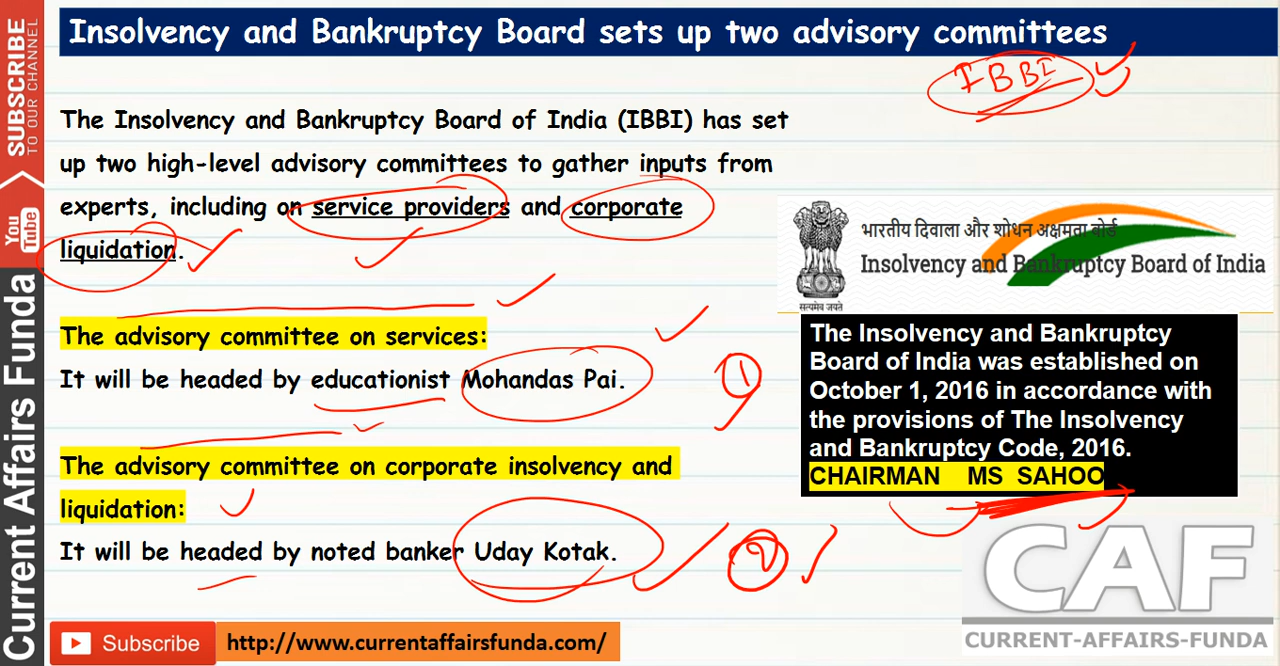 SUBSCRIBE
TO OUR CHANNEL
You
Tube
Current Affairs Funda
Insolvency and Bankruptcy Board sets up two advisory committees
IBBI
The Insolvency and Bankruptcy Board of India (IBBI) has set
up two high-level advisory committees to gather inputs from
experts, including on service providers and corporate
liquidation.
The advisory committee on services:
It will be headed by educationist Mohandas Pai.
1
The advisory committee on corporate insolvency and
liquidation:
It will be headed by noted banker Uday Kotak.
2
भारतीय दिवाला और शोधन अक्षमता बोर्ड
Insolvency and Bankruptcy Board of India
सत्यमेव जयते
The Insolvency and Bankruptcy
Board of India was established on
October 1, 2016 in accordance with
the provisions of The Insolvency
and Bankruptcy Code, 2016.
CHAIRMAN MS SAHOO
CAF
CURRENT-AFFAIRS-FUNDA
Subscribe
http://www.currentaffairsfunda.com/